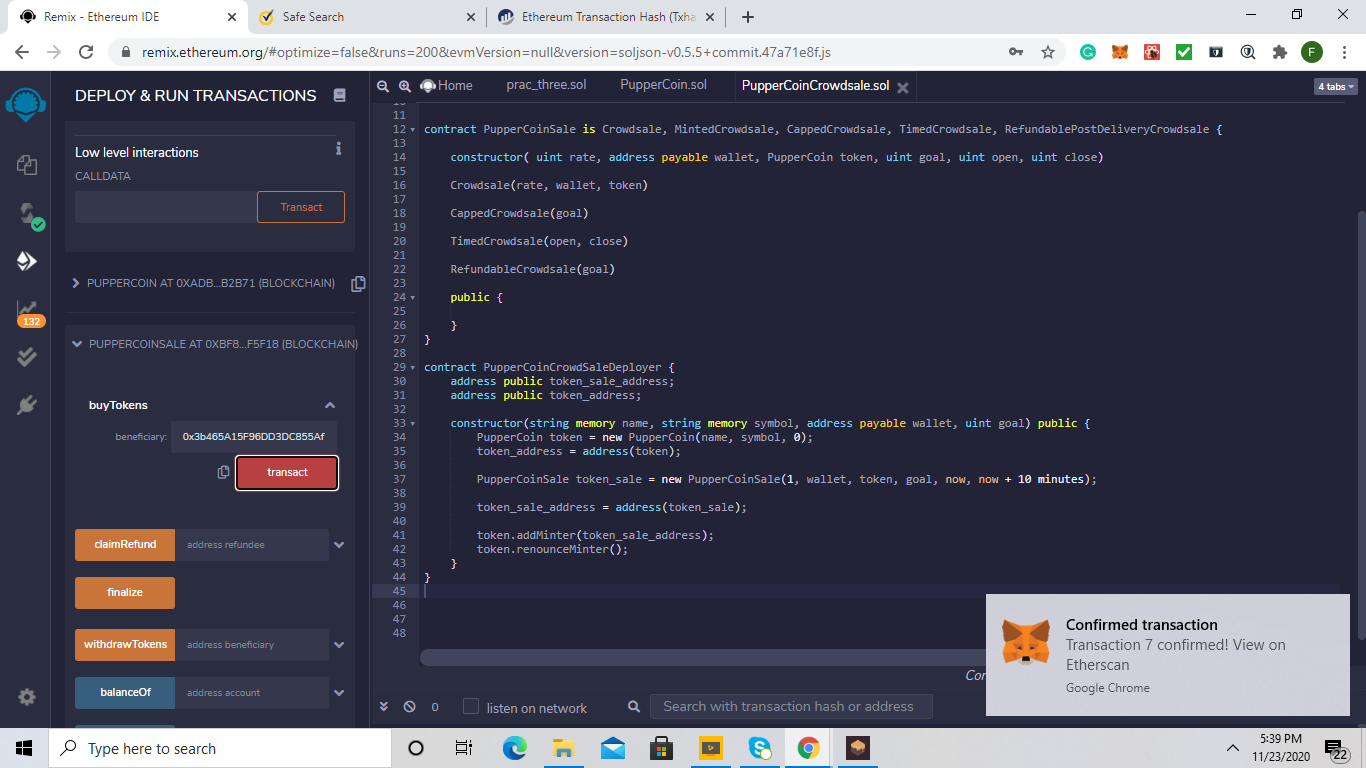 Remix - Ethereum IDE
Safe Search
Ethereum Transaction Hash (Txha
remix.ethereum.org/#optimize=false&runs=200&evmVersion=null&version=soljson-v0.5.5+commit.47a71e8f.js
F
DEPLOY & RUN TRANSACTIONS
Home
prac_three.sol
PupperCoin.sol
PupperCoinCrowdsale.sol
4 tabs
Low level interactions
CALLDATA
Transact
PUPPERCOIN AT 0XADB...B2B71 (BLOCKCHAIN)
132
PUPPERCOINSALE AT 0XBF8...F5F18 (BLOCKCHAIN)
buyTokens
beneficiary:
0x3b465A15F96DD3DC855Af
transact
claimRefund
address refundee
finalize
withdrawTokens
address beneficiary
balanceOf
address account
10
11
12 contract PupperCoinSale is Crowdsale, MintedCrowdsale, CappedCrowdsale, TimedCrowdsale, RefundablePostDeliveryCrowdsale {
13
14 constructor( uint rate, address payable wallet, PupperCoin token, uint goal, uint open, uint close)
15
16 Crowdsale(rate, wallet, token)
17
18 CappedCrowdsale(goal)
19
20 TimedCrowdsale(open, close)
21
22 RefundableCrowdsale(goal)
23
24 public {
25
26 }
27 }
28
29 contract PupperCoinCrowdSaleDeployer {
30 address public token_sale_address;
31 address public token_address;
32
33 constructor(string memory name, string memory symbol, address payable wallet, uint goal) public {
34 PupperCoin token = new PupperCoin(name, symbol, 0);
35 token_address = address(token);
36
37 PupperCoinSale token_sale = new PupperCoinSale(1, wallet, token, goal, now, now + 10 minutes);
38
39 token_sale_address = address(token_sale);
40
41 token.addMinter(token_sale_address);
42 token.renounceMinter();
43 }
44 }
45
46
47
48
Cor
0
listen on network
Search with transaction hash or address
Confirmed transaction
Transaction 7 confirmed! View on
Etherscan
Google Chrome
Type here to search
5:39 PM
11/23/2020
22